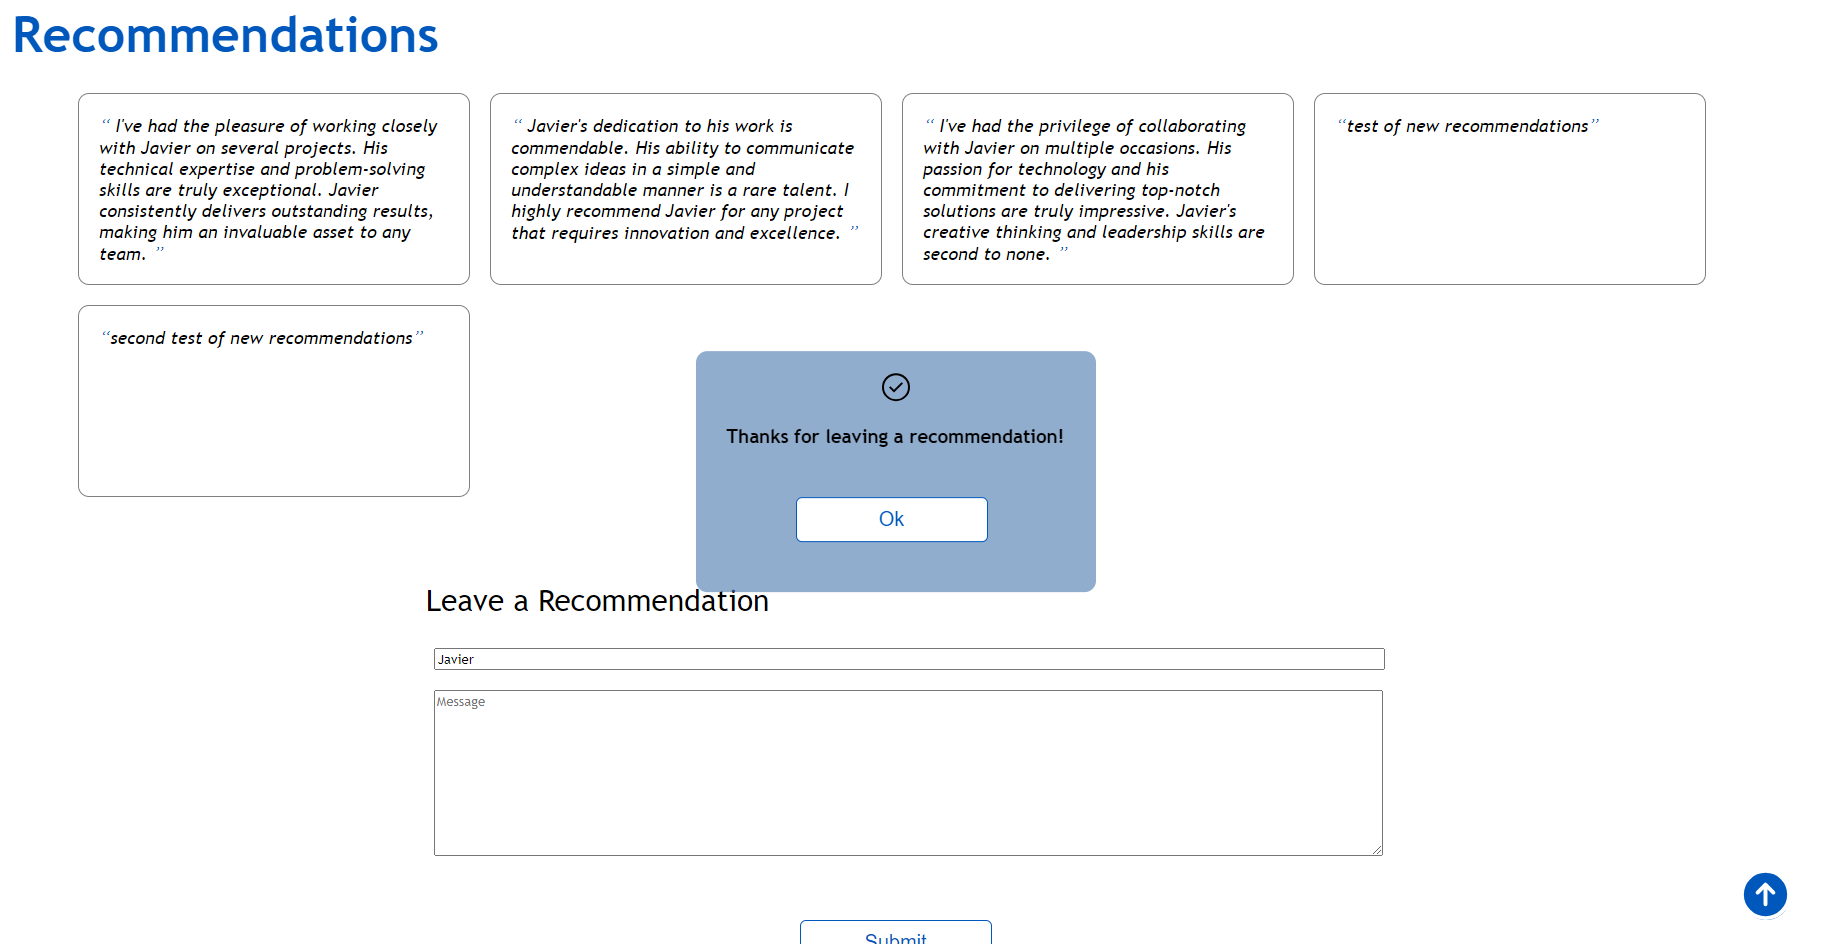 Recommendations
“ I've had the pleasure of working closely
with Javier on several projects. His
technical expertise and problem-solving
skills are truly exceptional. Javier
consistently delivers outstanding results,
making him an invaluable asset to any
team. ”
“ Javier's dedication to his work is
commendable. His ability to communicate
complex ideas in a simple and
understandable manner is a rare talent. I
highly recommend Javier for any project
that requires innovation and excellence. ”
“ I've had the privilege of collaborating
with Javier on multiple occasions. His
passion for technology and his
commitment to delivering top-notch
solutions are truly impressive. Javier's
creative thinking and leadership skills are
second to none. ”
“test of new recommendations”
“second test of new recommendations”
Thanks for leaving a recommendation!
Ok
Leave a Recommendation
Javier
Message
Submit